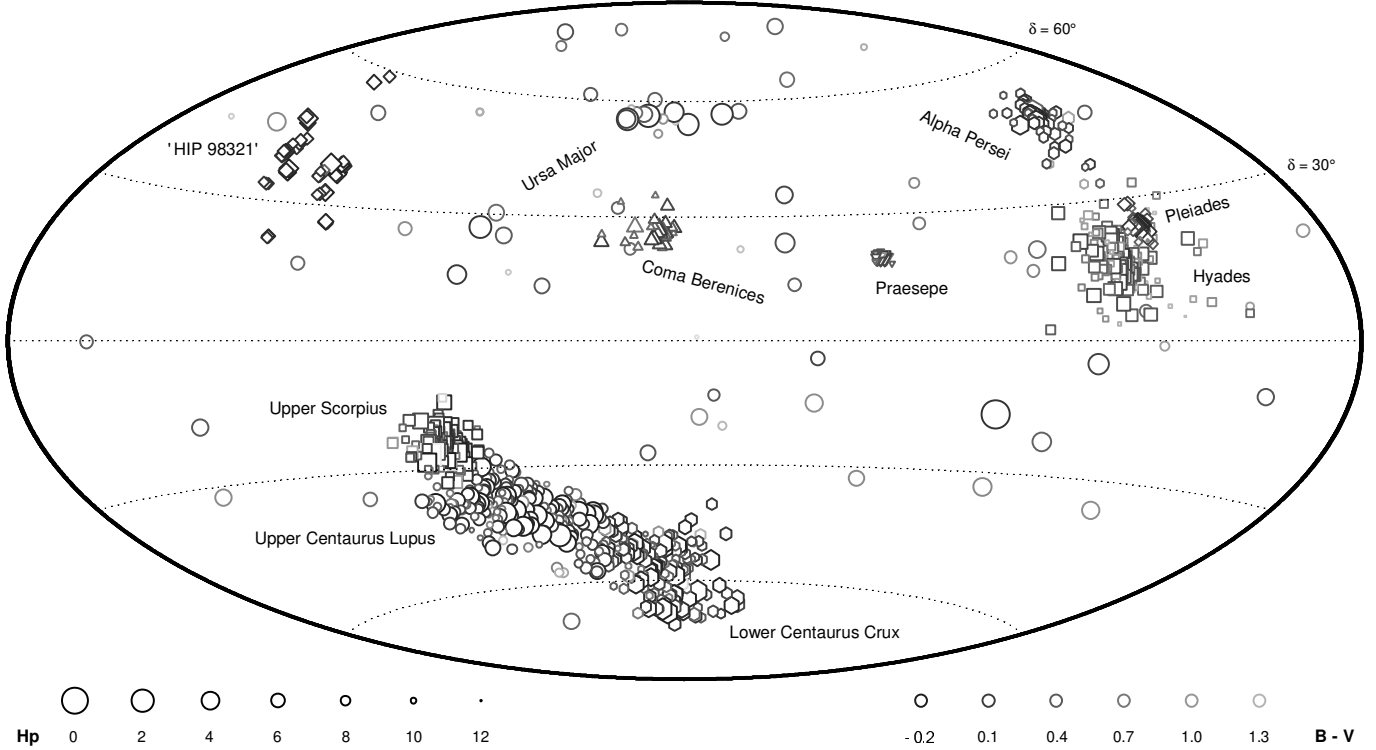 δ = 60°
Alpha Persei
'HIP 98321'
Ursa Major
δ = 30°
Pleiades
Coma Berenices
Praesepe
Hyades
Upper Scorpius
Upper Centaurus Lupus
Lower Centaurus Crux
Hp 0 2 4 6 8 10 12
- 0.2 0.1 0.4 0.7 1.0 1.3 B - V